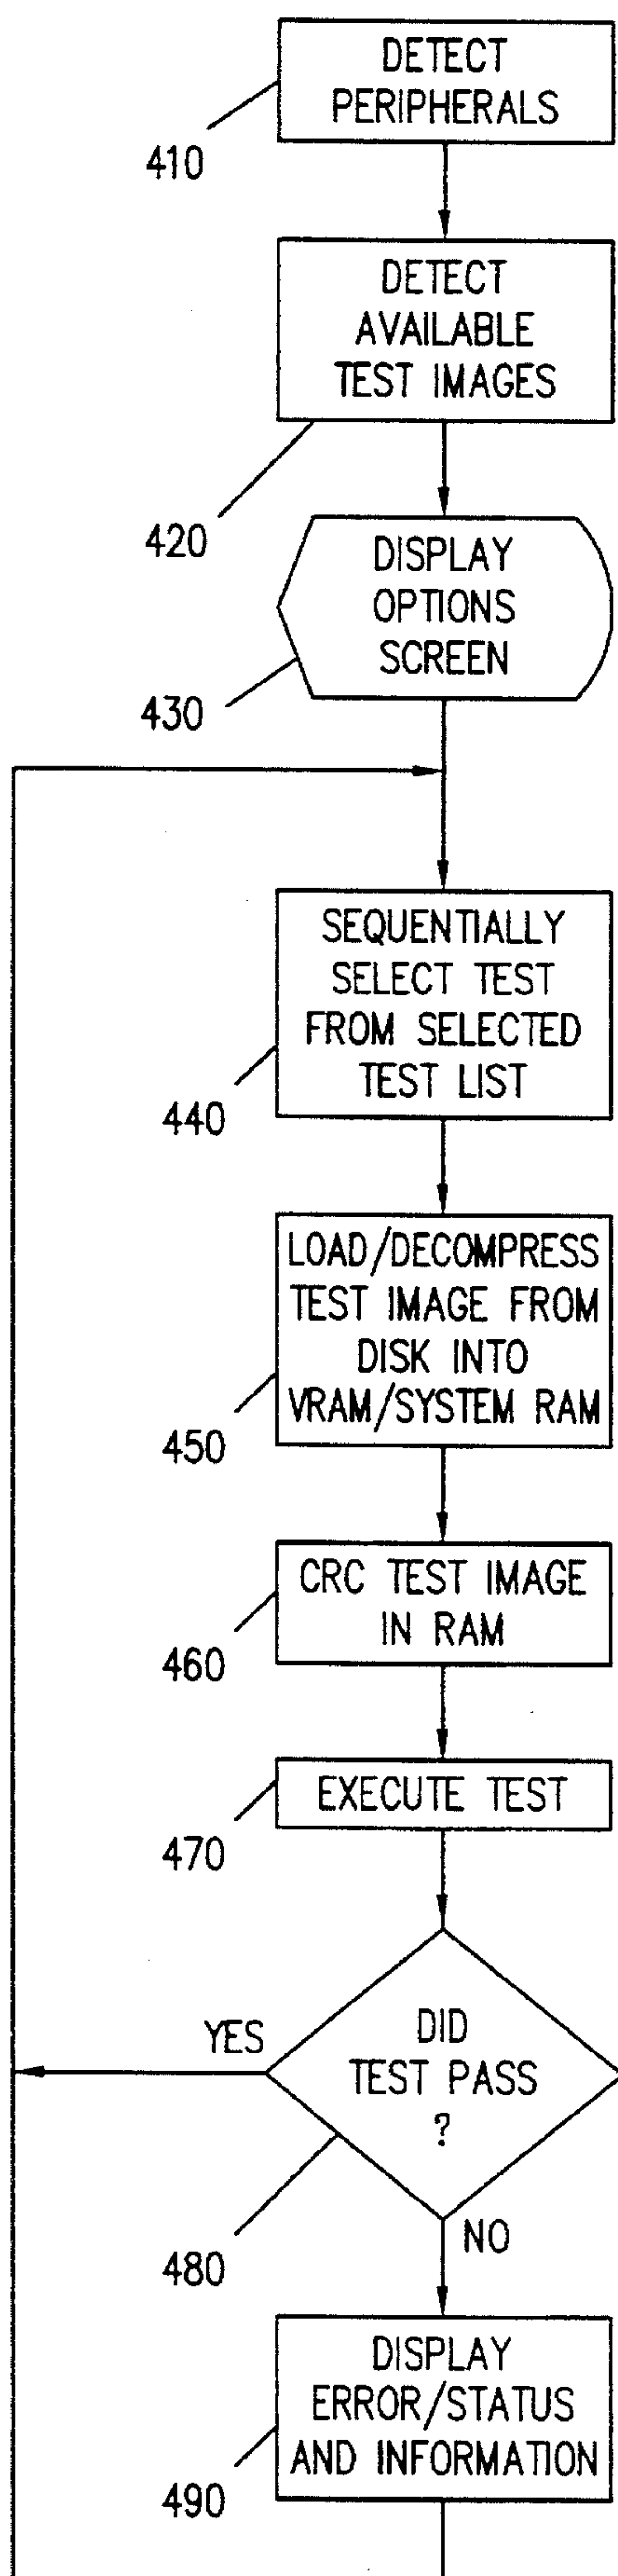 DETECT
PERIPHERALS
410
DETECT
AVAILABLE
TEST IMAGES
420
DISPLAY
OPTIONS
SCREEN
430
SEQUENTIALLY
SELECT TEST
FROM SELECTED
TEST LIST
440
LOAD/DECOMPRESS
TEST IMAGE FROM
DISK INTO
VRAM/SYSTEM RAM
450
CRC TEST IMAGE
IN RAM
460
EXECUTE TEST
470
YES
DID
TEST PASS
?
480
NO
DISPLAY
ERROR/STATUS
AND INFORMATION
490